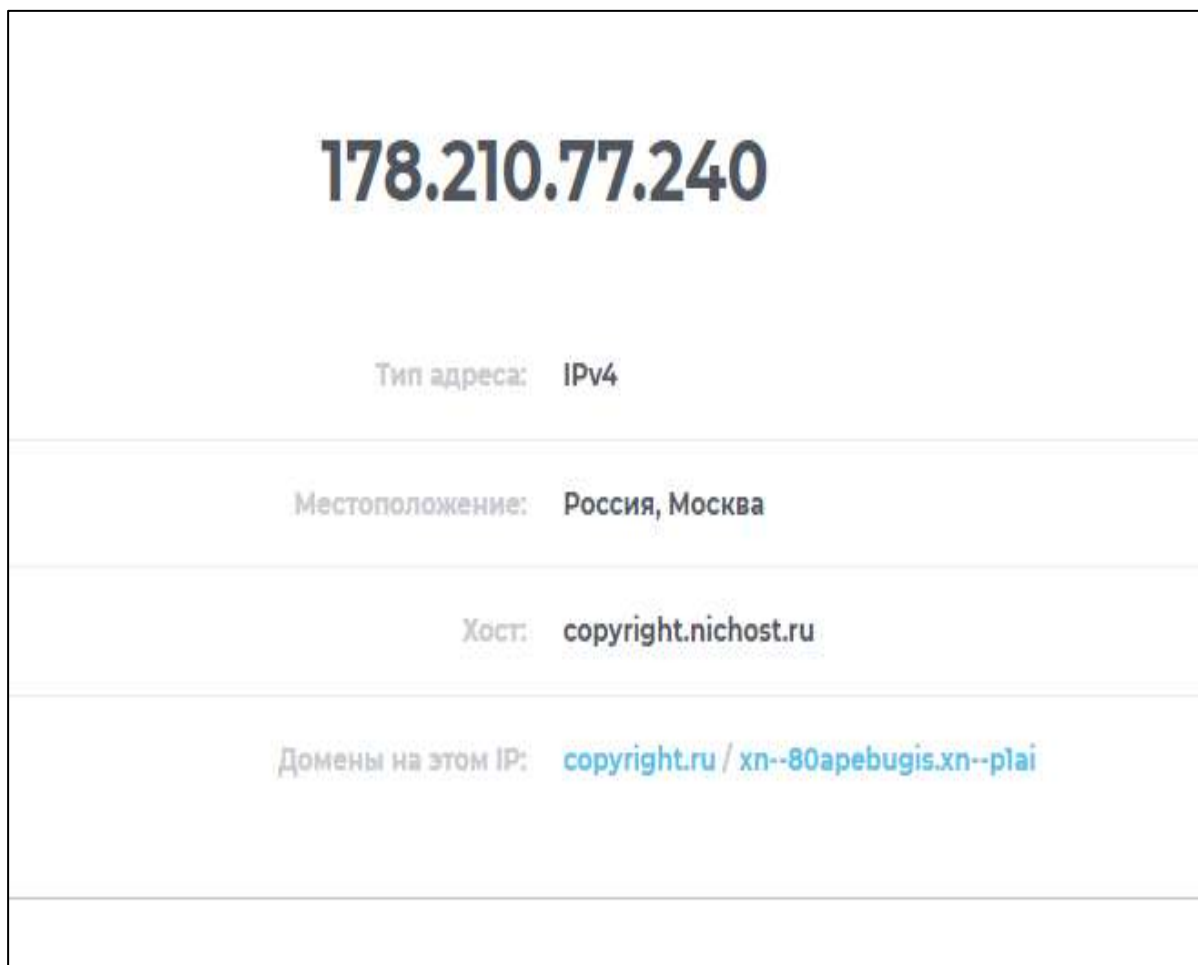 178.210.77.240
Тип адреса: IPv4
Местоположение: Россия, Москва
Хост: copyright.nichost.ru
Домены на этом IP: copyright.ru / xn--80apebugis.xn--p1ai